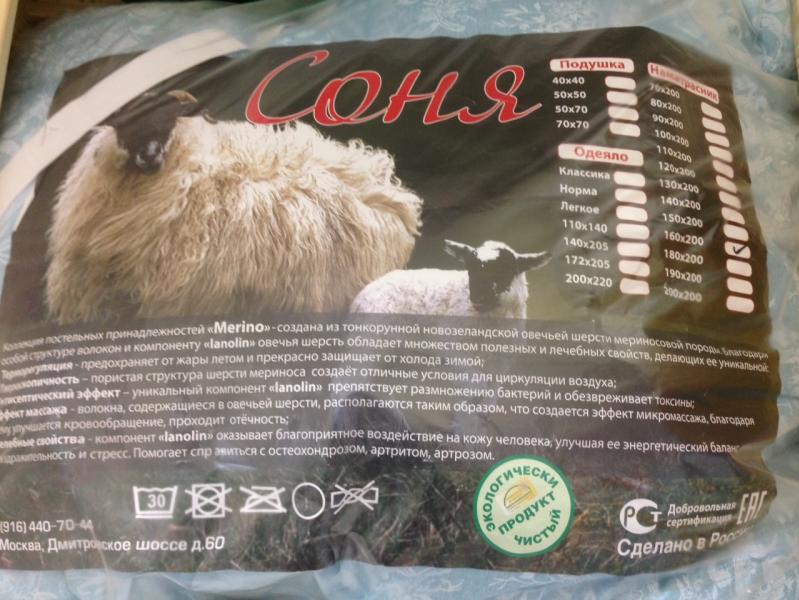 Соня
Подушка
40x40
50x50
50x70
70x70
Одеяло
Классика
Норма
Легкое
110x140
140x205
172x205
200x220
Наматрасник
70x200
80x200
90x200
100x200
110x200
120x200
130x200
140x200
150x200
160x200
180x200
190x200
200x200
Коллекция постельных принадлежностей «Merino» - создана из тонкорунной новозеландской овечьей шерсти мериносовой породы. Благодаря
особой структуре волокон и компоненту «lanolin» овечья шерсть обладает множеством полезных и лечебных свойств, делающих ее уникальной:
Терморегуляция - предохраняет от жары летом и прекрасно защищает от холода зимой;
– пористая структура шерсти мериноса создаёт отличные условия для циркуляции воздуха;
эффект – уникальный компонент «lanolin» препятствует размножению бактерий и обезвреживает токсины;
массажа - волокна, содержащиеся в овечьей шерсти, располагаются таким образом, что создается эффект микромассажа, благодаря
улучшается кровообращение, проходит отёчность;
свойства - компонент «lanolin» оказывает благоприятное воздействие на кожу человека, улучшая ее энергетический
и стресс. Помогает спр авиться с остеохондрозом, артритом, артрозом.
30
ЭКОЛОГИЧЕСКИ
ПРОДУКТ
ЧИСТЫЙ
РСТ Добровольная
сертификация
ЕАС
(916) 440-70-44
Москва, Дмитровское шоссе д.60
Сделано в